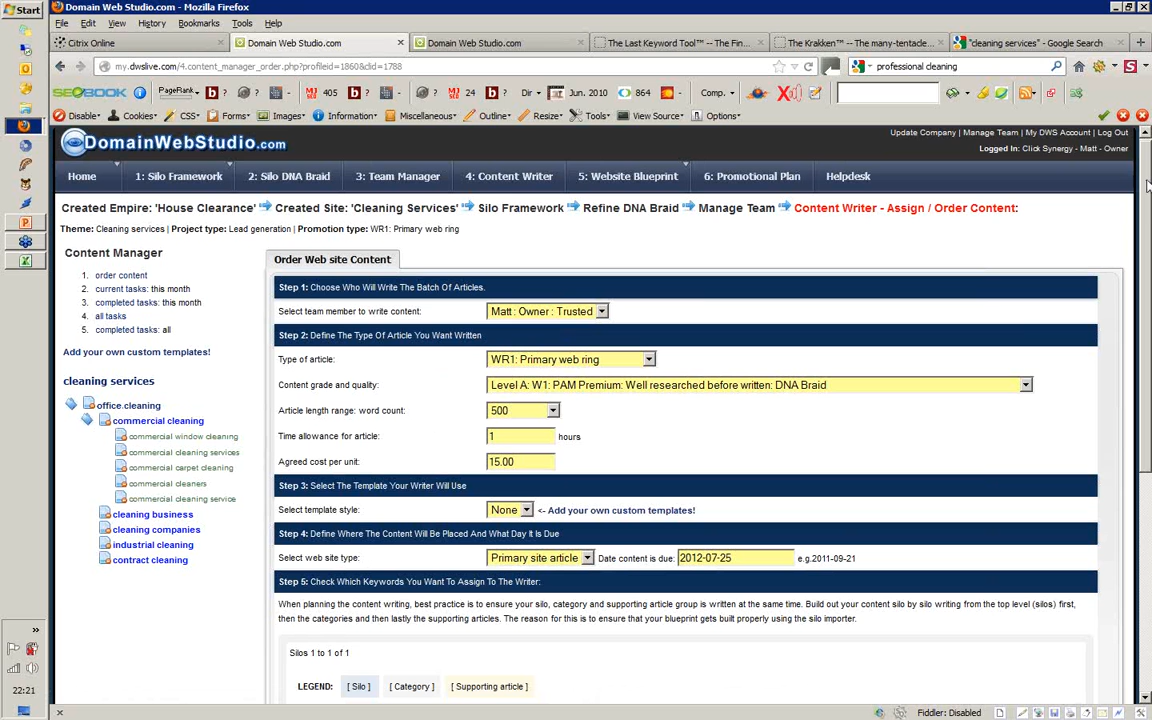 Start
Domain Web Studio.com - Mozilla Firefox
File Edit View History Bookmarks Tools Help
Citrix Online
Domain Web Studio.com
Domain Web Studio.com
The Last Keyword Tool™ -- The Fin...
The Krakken™ -- The many-tentacle...
"cleaning services" - Google Search
my.dwslive.com/4.content_manager_order.php?profileid=1860&clid=1788
professional cleaning
SEOBOOK PageRank 405 24 Dir Jun. 2010 864 Comp.
Disable Cookies CSS Forms Images Information Miscellaneous Outline Resize Tools View Source Options
DomainWebStudio.com
Update Company | Manage Team | My DWS Account | Log Out
Logged In: Click Synergy - Matt - Owner
Home 1: Silo Framework 2: Silo DNA Braid 3: Team Manager 4: Content Writer 5: Website Blueprint 6: Promotional Plan Helpdesk
Created Empire: 'House Clearance' Created Site: 'Cleaning Services' Silo Framework Refine DNA Braid Manage Team Content Writer - Assign / Order Content:
Theme: Cleaning services | Project type: Lead generation | Promotion type: WR1: Primary web ring
Content Manager
1. order content
2. current tasks: this month
3. completed tasks: this month
4. all tasks
5. completed tasks: all
Add your own custom templates!
cleaning services
office.cleaning
commercial cleaning
commercial window cleaning
commercial cleaning services
commercial carpet cleaning
commercial cleaners
commercial cleaning service
cleaning business
cleaning companies
industrial cleaning
contract cleaning
Order Web site Content
Step 1: Choose Who Will Write The Batch Of Articles.
Select team member to write content: Matt : Owner : Trusted
Step 2: Define The Type Of Article You Want Written
Type of article: WR1: Primary web ring
Content grade and quality: Level A: W1: PAM Premium: Well researched before written: DNA Braid
Article length range: word count: 500
Time allowance for article: 1 hours
Agreed cost per unit: 15.00
Step 3: Select The Template Your Writer Will Use
Select template style: None <- Add your own custom templates!
Step 4: Define Where The Content Will Be Placed And What Day It Is Due
Select web site type: Primary site article Date content is due: 2012-07-25 e.g.2011-09-21
Step 5: Check Which Keywords You Want To Assign To The Writer:
When planning the content writing, best practice is to ensure your silo, category and supporting article group is written at the same time. Build out your content silo by silo writing from the top level (silos) first,
then the categories and then lastly the supporting articles. The reason for this is to ensure that your blueprint gets built properly using the silo importer.
Silos 1 to 1 of 1
LEGEND: [ Silo ] [ Category ] [ Supporting article ]
22:21
Fiddler: Disabled